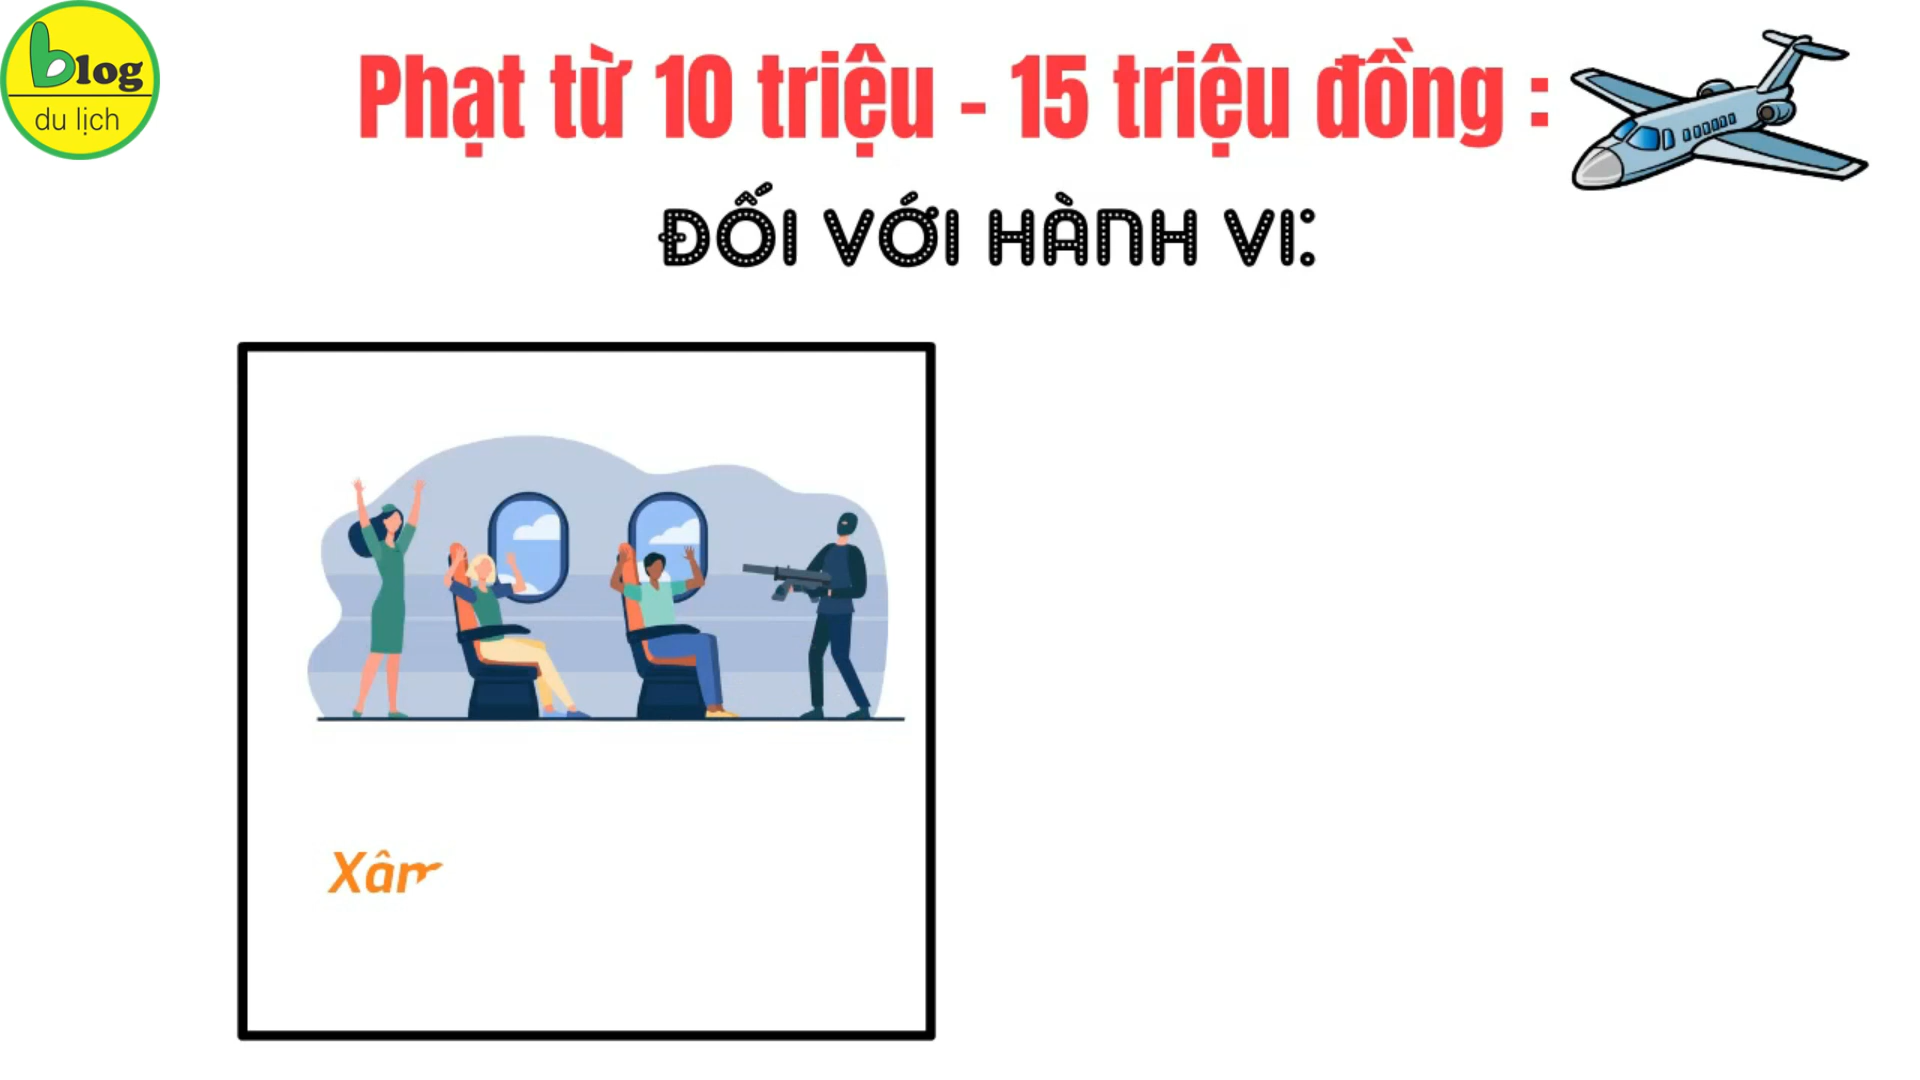 blog
du lịch
Phạt từ 10 triệu - 15 triệu đồng :
ĐỐI VỚI HÀNH VI: